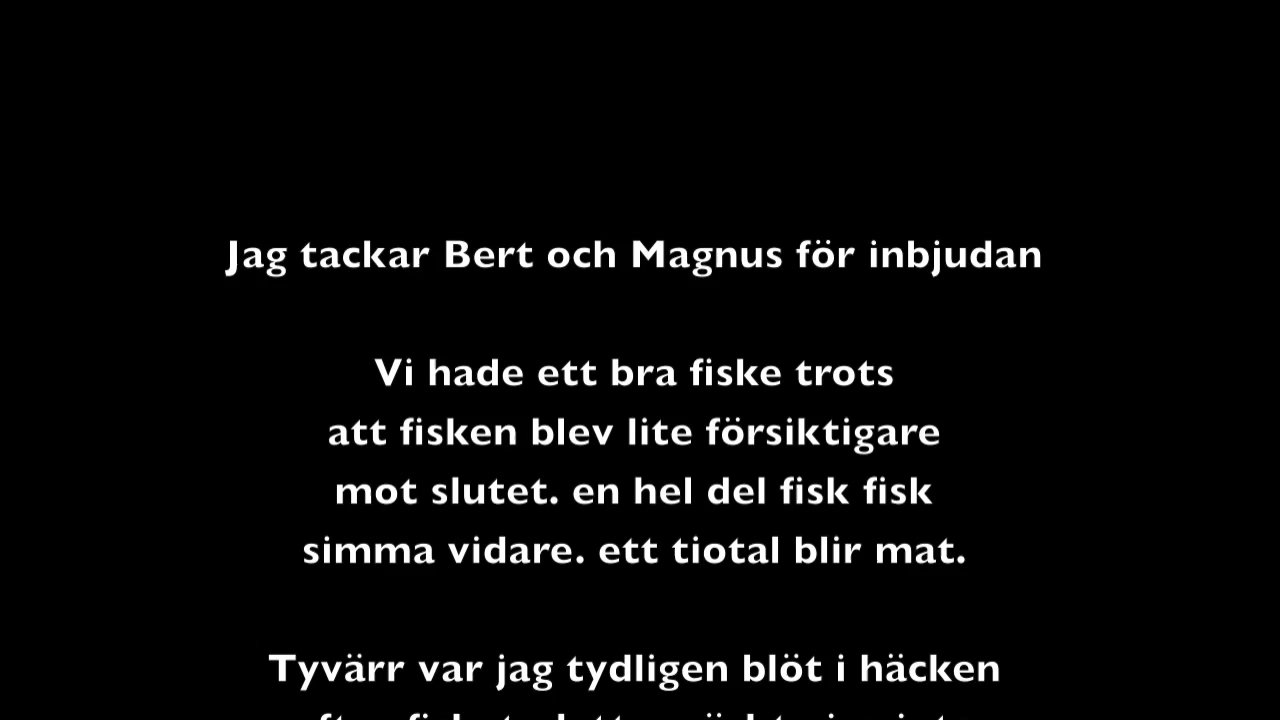 Jag tackar Bert och Magnus för inbjudan
Vi hade ett bra fiske trots
att fisken blev lite försiktigare
mot slutet. en hel del fisk fisk
simma vidare. ett tiotal blir mat.
Tyvärr var jag tydligen blöt i häcken